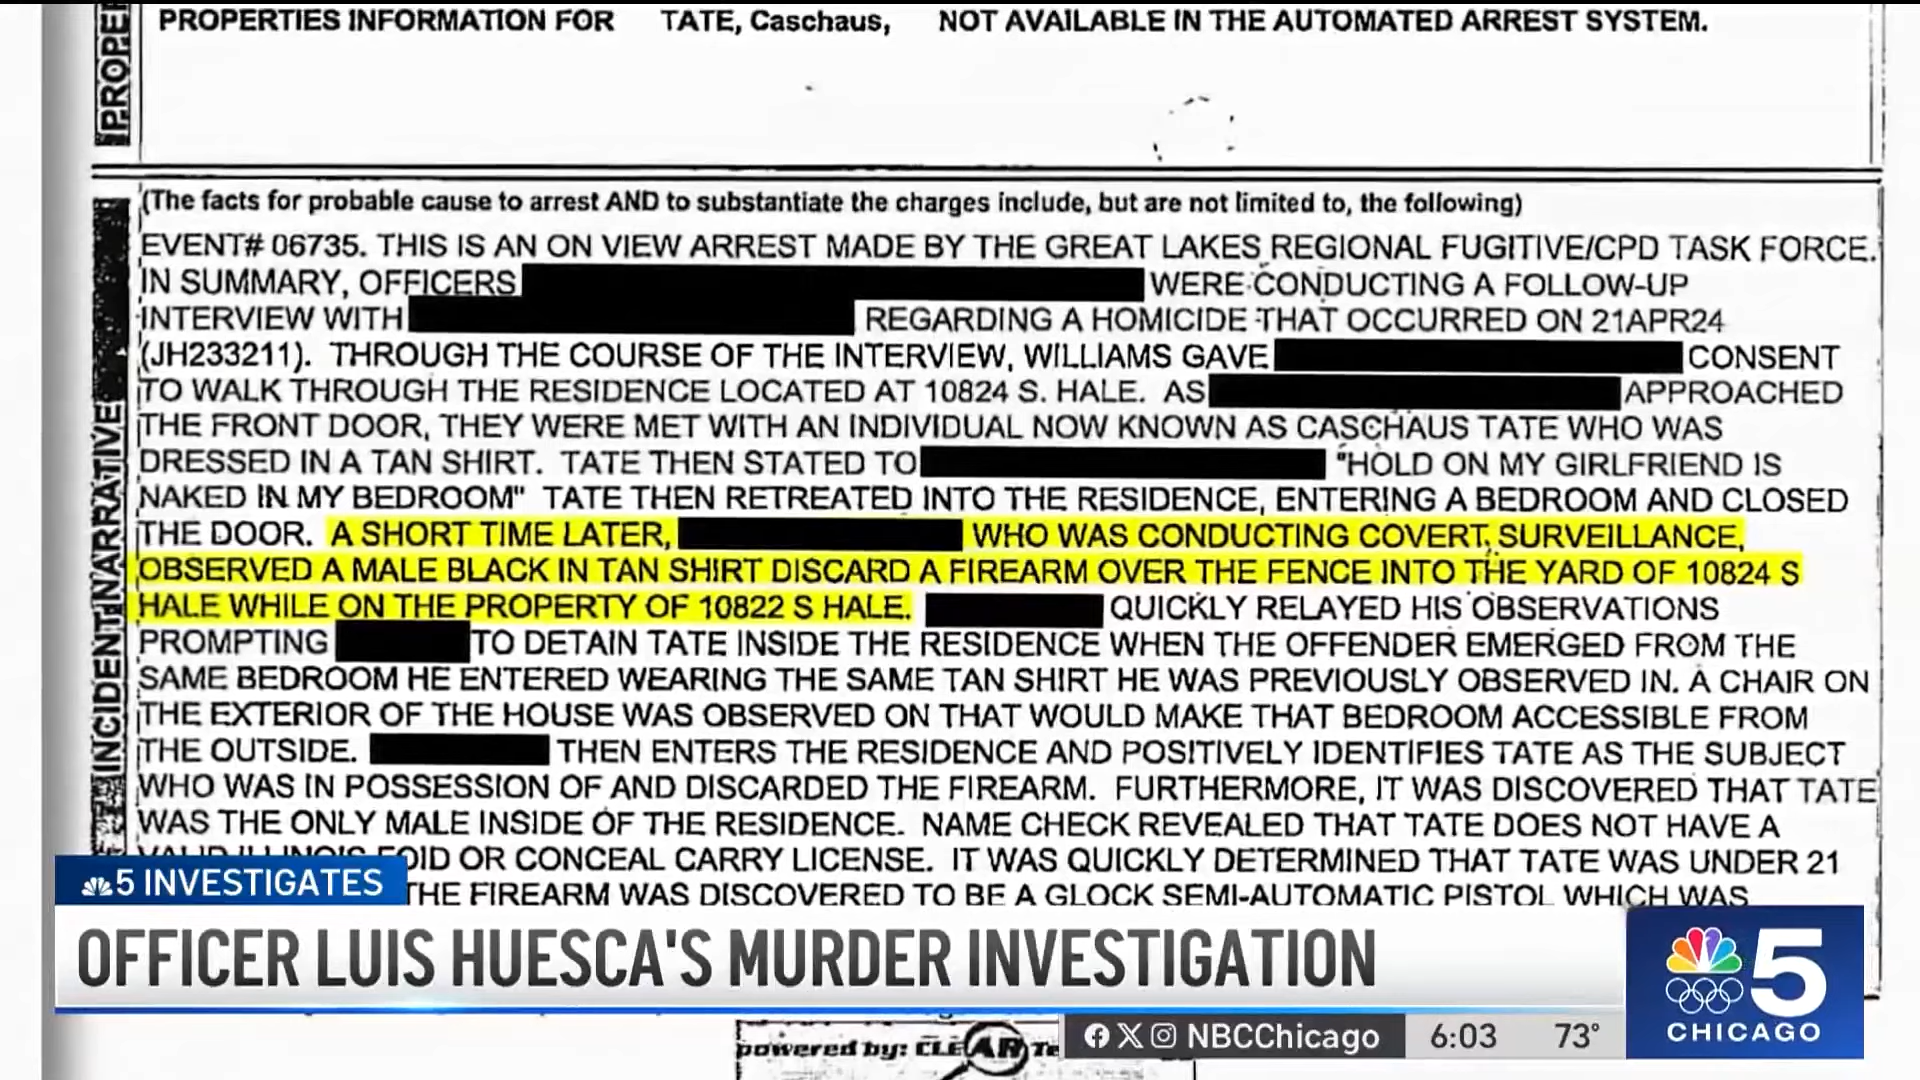 PROPERTIES INFORMATION FOR TATE, Caschaus, NOT AVAILABLE IN THE AUTOMATED ARREST SYSTEM.
(The facts for probable cause to arrest AND to substantiate the charges include, but are not limited to, the following)
INCIDENT NARRATIVE
EVENT# 06735. THIS IS AN ON VIEW ARREST MADE BY THE GREAT LAKES REGIONAL FUGITIVE/CPD TASK FORCE.
IN SUMMARY, OFFICERS WERE CONDUCTING A FOLLOW-UP
INTERVIEW WITH REGARDING A HOMICIDE THAT OCCURRED ON 21APR24
(JH233211). THROUGH THE COURSE OF THE INTERVIEW, WILLIAMS GAVE CONSENT
TO WALK THROUGH THE RESIDENCE LOCATED AT 10824 S. HALE. AS APPROACHED
THE FRONT DOOR, THEY WERE MET WITH AN INDIVIDUAL NOW KNOWN AS CASCHAUS TATE WHO WAS
DRESSED IN A TAN SHIRT. TATE THEN STATED TO "HOLD ON MY GIRLFRIEND IS
NAKED IN MY BEDROOM" TATE THEN RETREATED INTO THE RESIDENCE, ENTERING A BEDROOM AND CLOSED
THE DOOR. A SHORT TIME LATER, WHO WAS CONDUCTING COVERT SURVEILLANCE,
OBSERVED A MALE BLACK IN TAN SHIRT DISCARD A FIREARM OVER THE FENCE INTO THE YARD OF 10824 S
HALE WHILE ON THE PROPERTY OF 10822 S HALE. QUICKLY RELAYED HIS OBSERVATIONS
PROMPTING TO DETAIN TATE INSIDE THE RESIDENCE WHEN THE OFFENDER EMERGED FROM THE
SAME BEDROOM HE ENTERED WEARING THE SAME TAN SHIRT HE WAS PREVIOUSLY OBSERVED IN. A CHAIR ON
THE EXTERIOR OF THE HOUSE WAS OBSERVED ON THAT WOULD MAKE THAT BEDROOM ACCESSIBLE FROM
THE OUTSIDE. THEN ENTERS THE RESIDENCE AND POSITIVELY IDENTIFIES TATE AS THE SUBJECT
WHO WAS IN POSSESSION OF AND DISCARDED THE FIREARM. FURTHERMORE, IT WAS DISCOVERED THAT TATE
WAS THE ONLY MALE INSIDE OF THE RESIDENCE. NAME CHECK REVEALED THAT TATE DOES NOT HAVE A
VALID ILLINOIS FOID OR CONCEAL CARRY LICENSE. IT WAS QUICKLY DETERMINED THAT TATE WAS UNDER 21
THE FIREARM WAS DISCOVERED TO BE A GLOCK SEMI-AUTOMATIC PISTOL WHICH WAS
5 INVESTIGATES
OFFICER LUIS HUESCA'S MURDER INVESTIGATION
5
CHICAGO
NBCChicago 6:03 73°
powered by: CLEAR Te